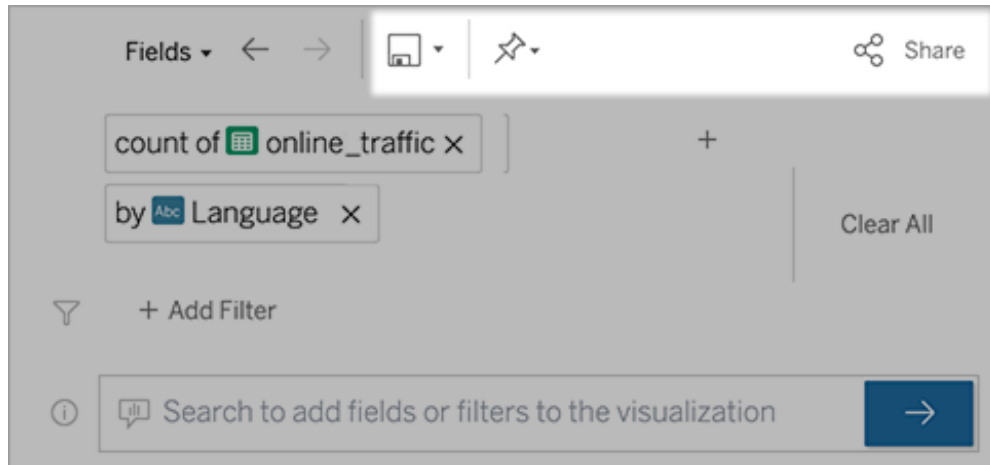 Fields
Share
count of online_traffic ×
+
by Abc Language ×
Clear All
+ Add Filter
Search to add fields or filters to the visualization